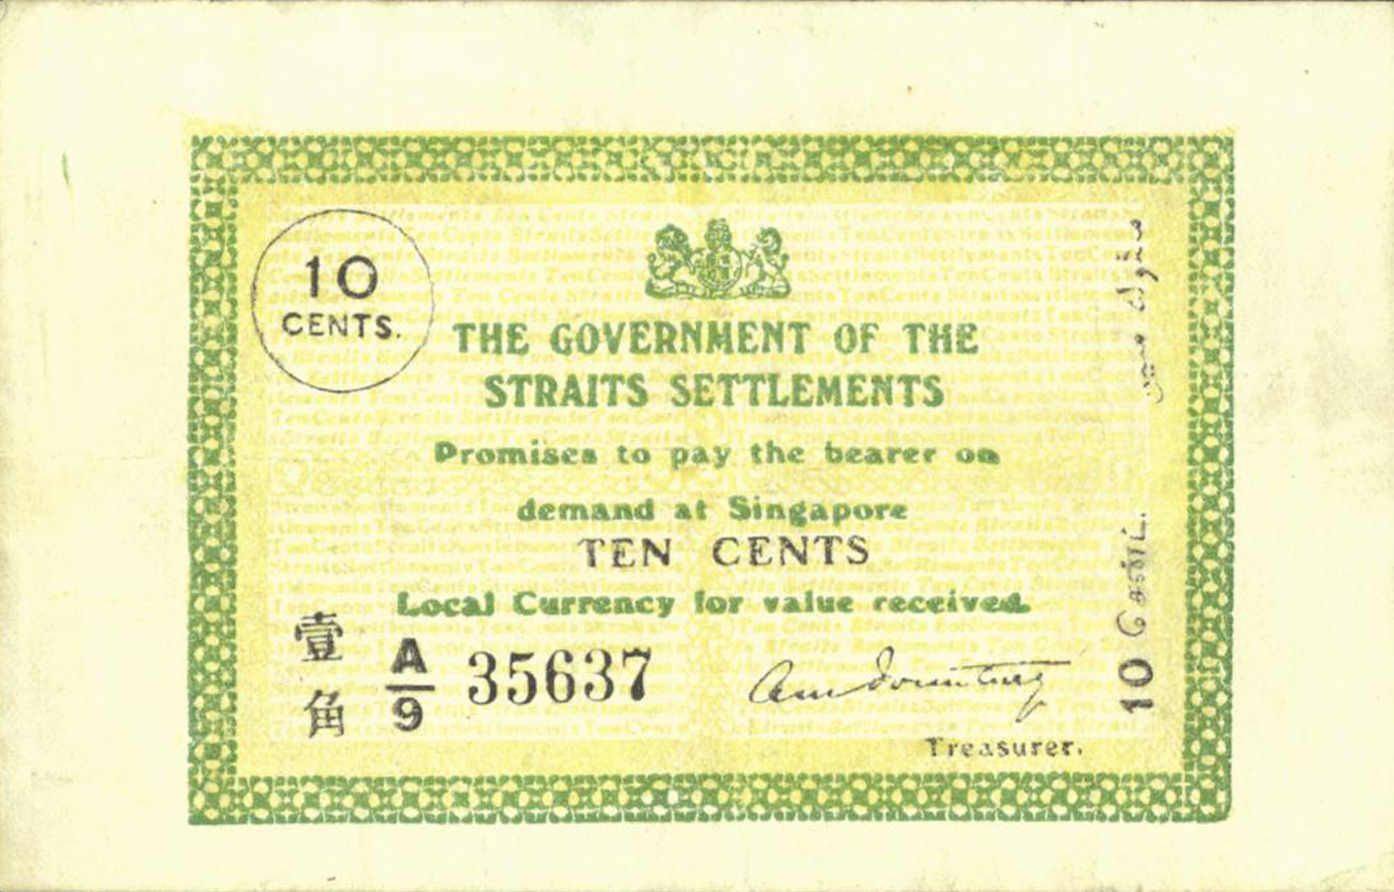 10
CENTS.
THE GOVERNMENT OF THE
STRAITS SETTLEMENTS
Promises to pay the bearer on
demand at Singapore
TEN CENTS
Local Currency for value received.
壹
角
A
9
35637
Treasurer.
10